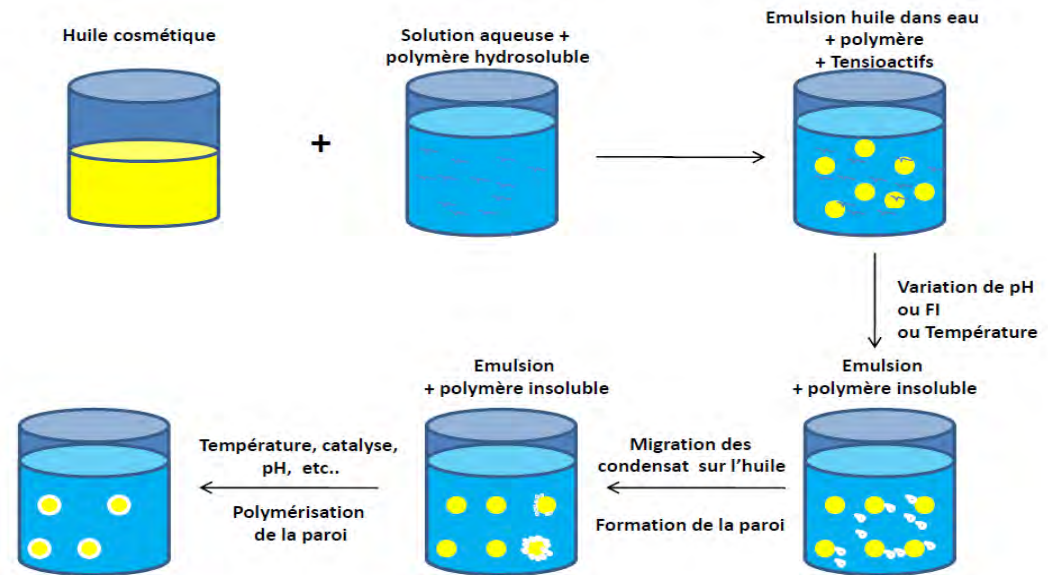 Huile cosmétique
+
Solution aqueuse +
polymère hydrosoluble
Emulsion huile dans eau
+ polymère
+ Tensioactifs
Variation de pH
ou FI
ou Température
Emulsion
+ polymère insoluble
Migration des
condensat sur l’huile
Formation de la paroi
Emulsion
+ polymère insoluble
Température, catalyse,
pH, etc..
Polymérisation
de la paroi